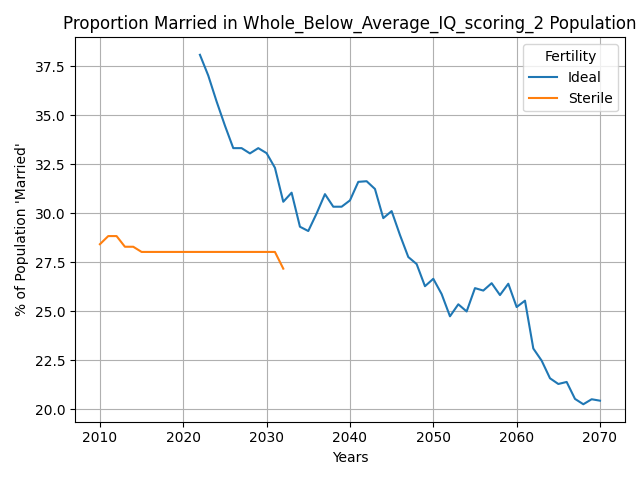 Proportion Married in Whole_Below_Average_IQ_scoring_2 Population
Fertility
Ideal
Sterile
% of Population 'Married'
37.5
35.0
32.5
30.0
27.5
25.0
22.5
20.0
2010 2020 2030 2040 2050 2060 2070
Years